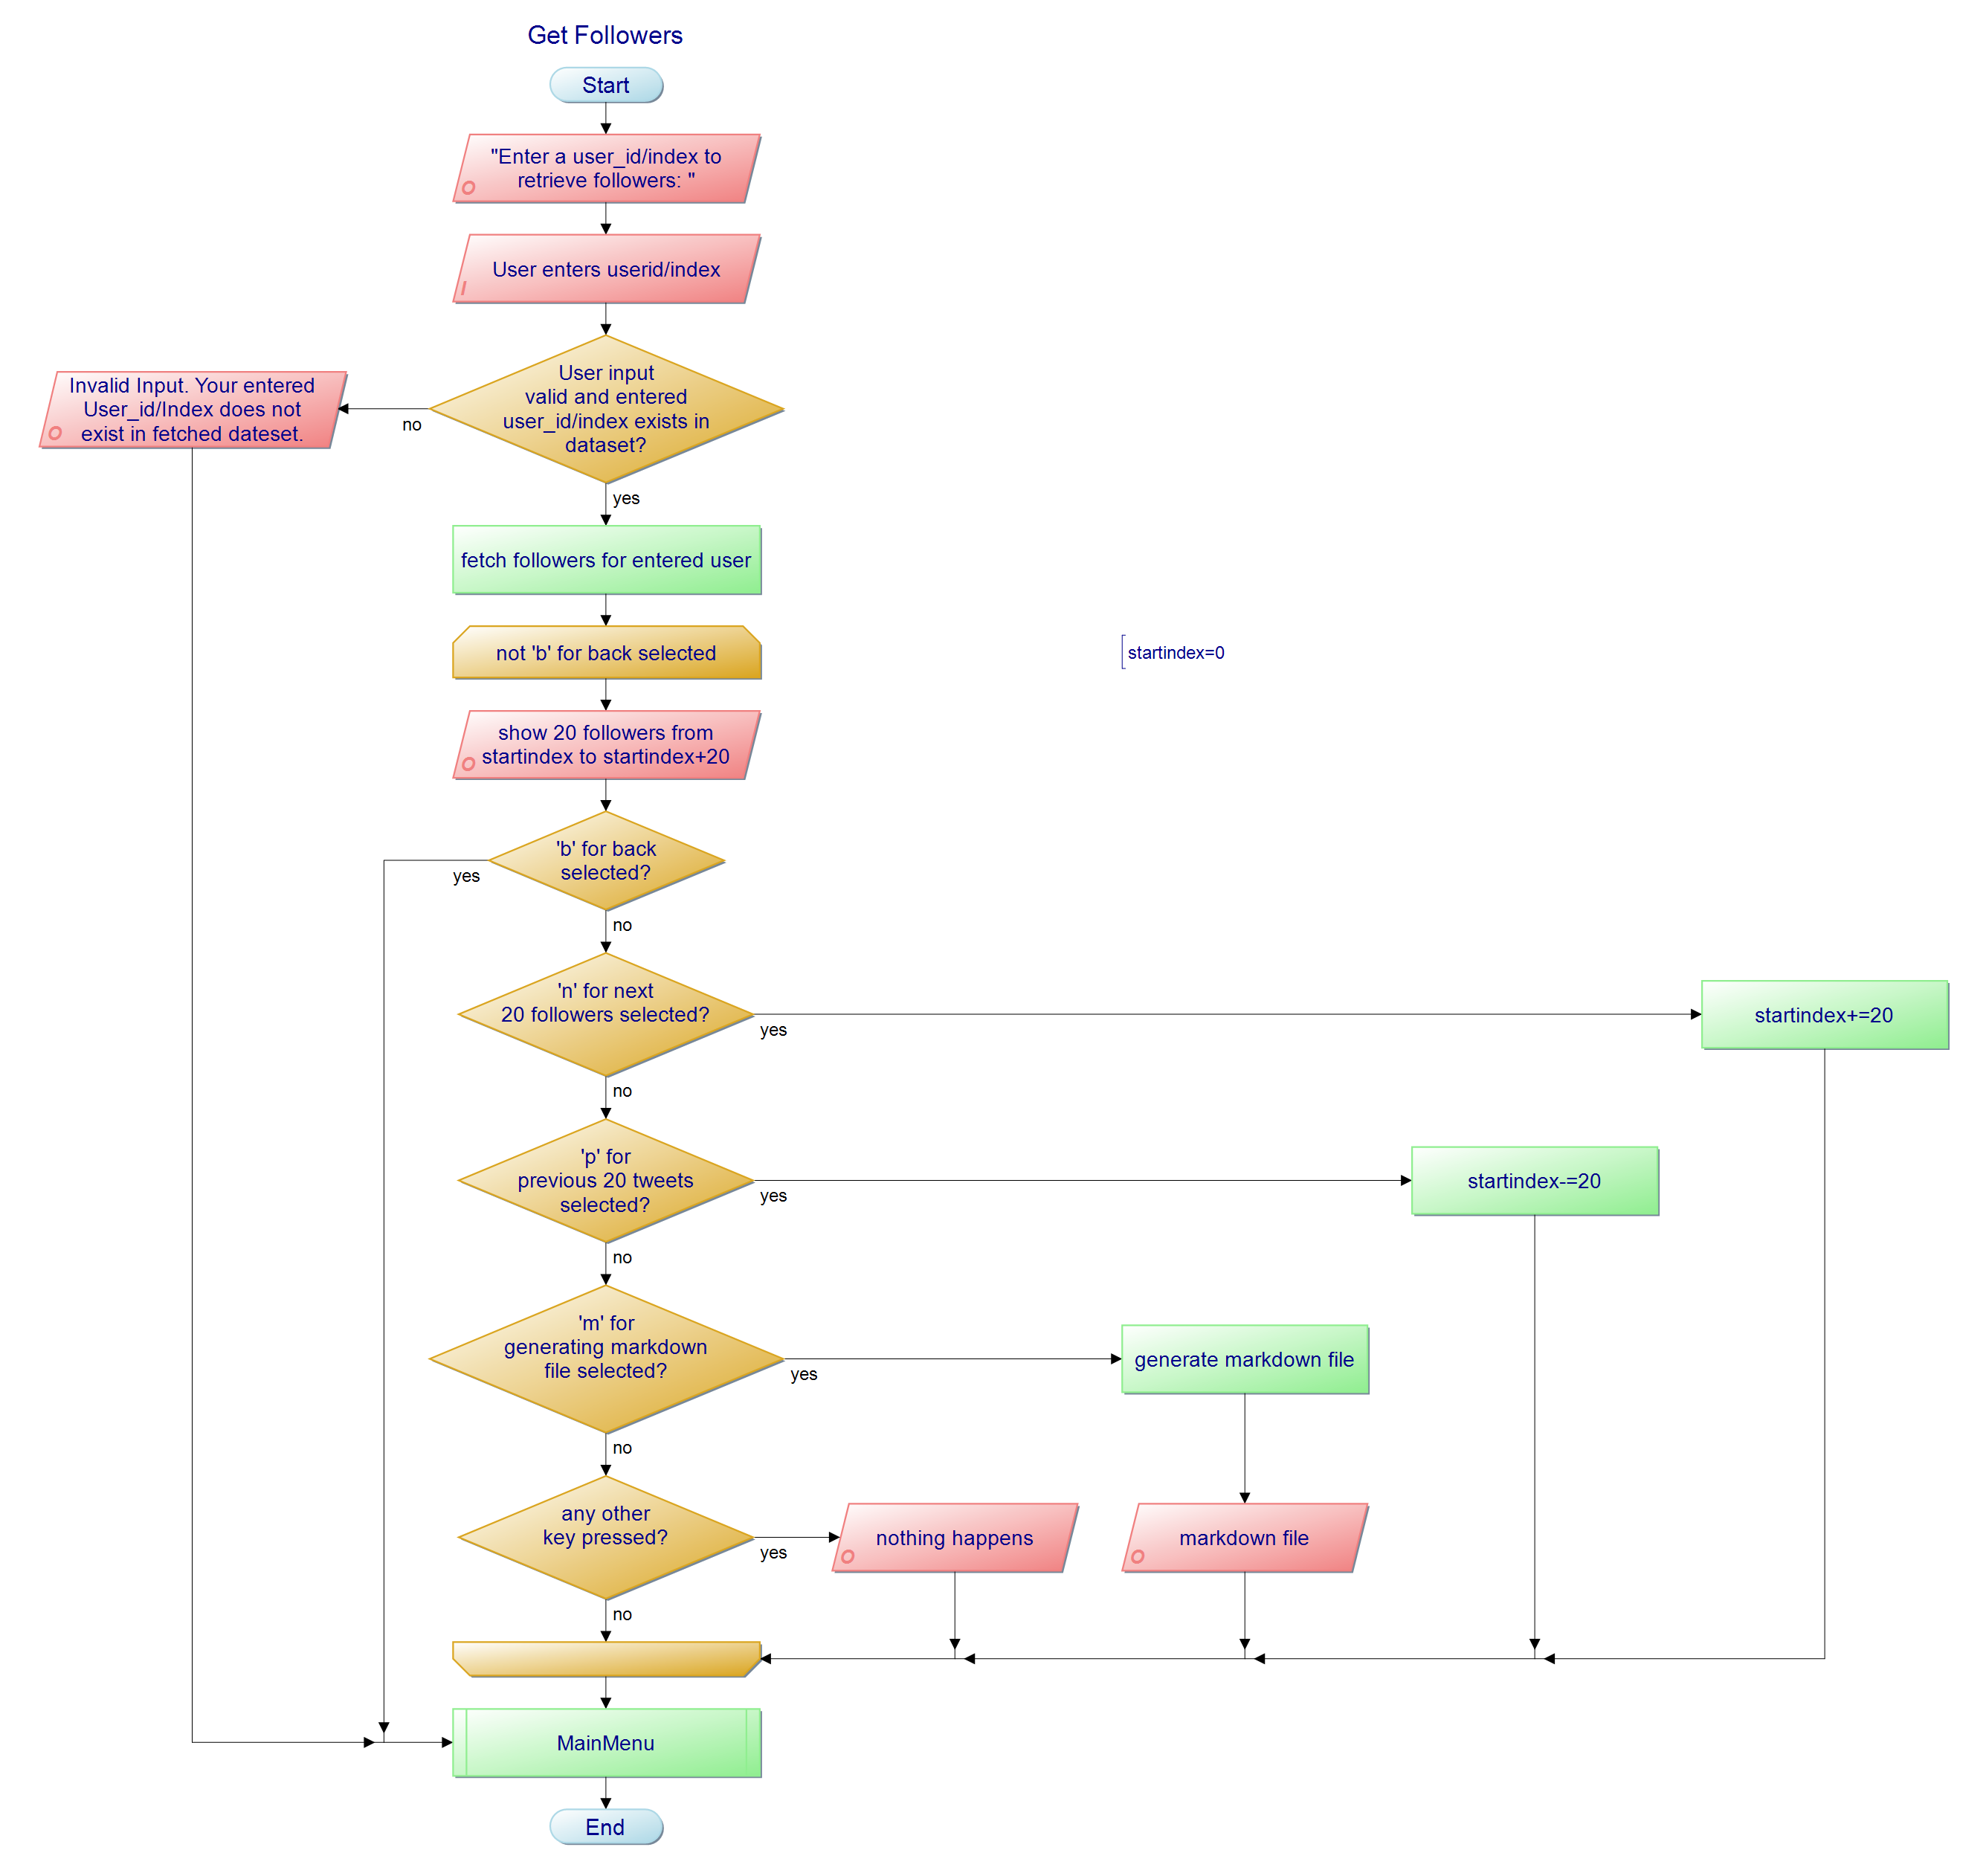 Get Followers
Start
"Enter a user_id/index to
retrieve followers: "
O
User enters userid/index
I
User input
valid and entered
user_id/index exists in
dataset?
no
Invalid Input. Your entered
User_id/Index does not
exist in fetched dateset.
O
yes
fetch followers for entered user
not 'b' for back selected
startindex=0
show 20 followers from
startindex to startindex+20
O
'b' for back
selected?
yes
no
'n' for next
20 followers selected?
yes
startindex+=20
no
'p' for
previous 20 tweets
selected?
yes
startindex-=20
no
'm' for
generating markdown
file selected?
yes
generate markdown file
no
any other
key pressed?
yes
nothing happens
O
markdown file
O
no
MainMenu
End